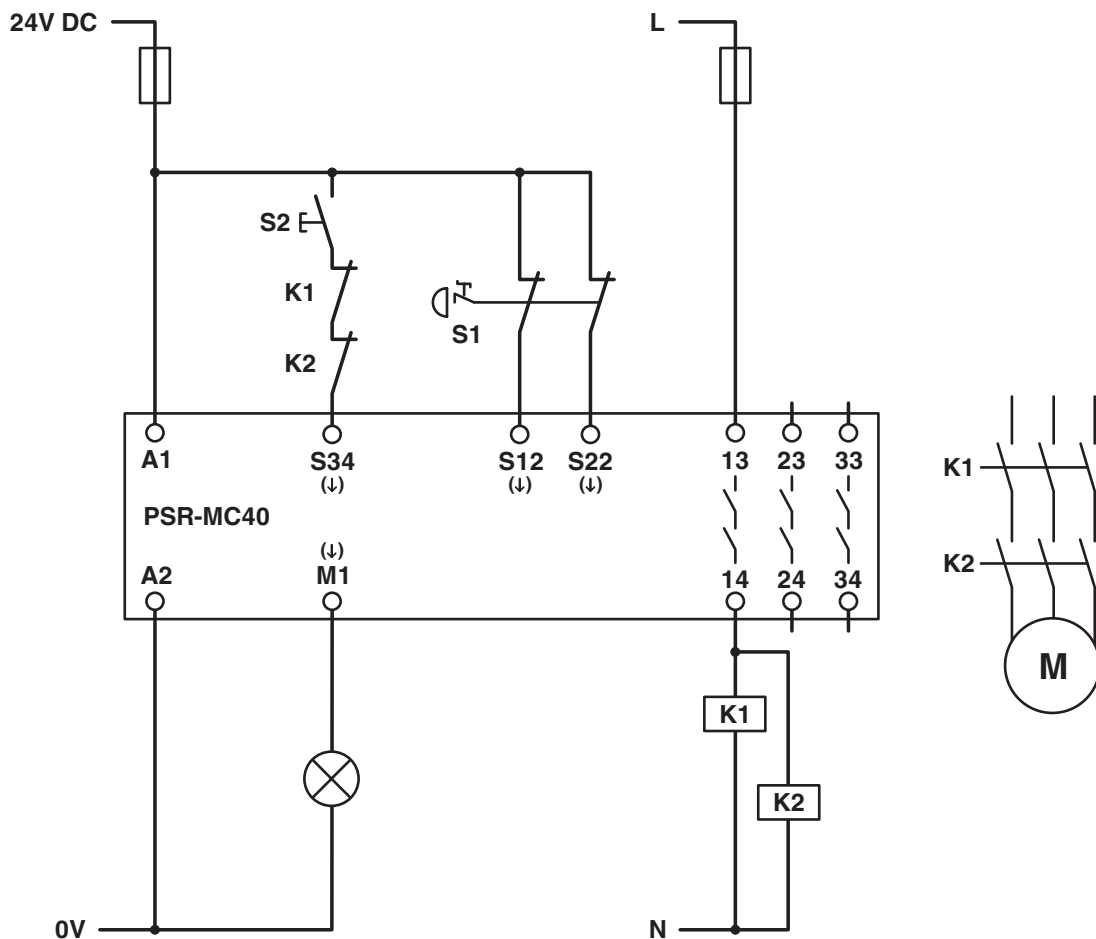 24V DC
L
S2
K1
S1
K2
A1 S34 S12 S22 13 23 33
(↓) (↓) (↓)
K1
PSR-MC40
(↓)
K2
A2 M1 14 24 34
M
K1
K2
0V
N